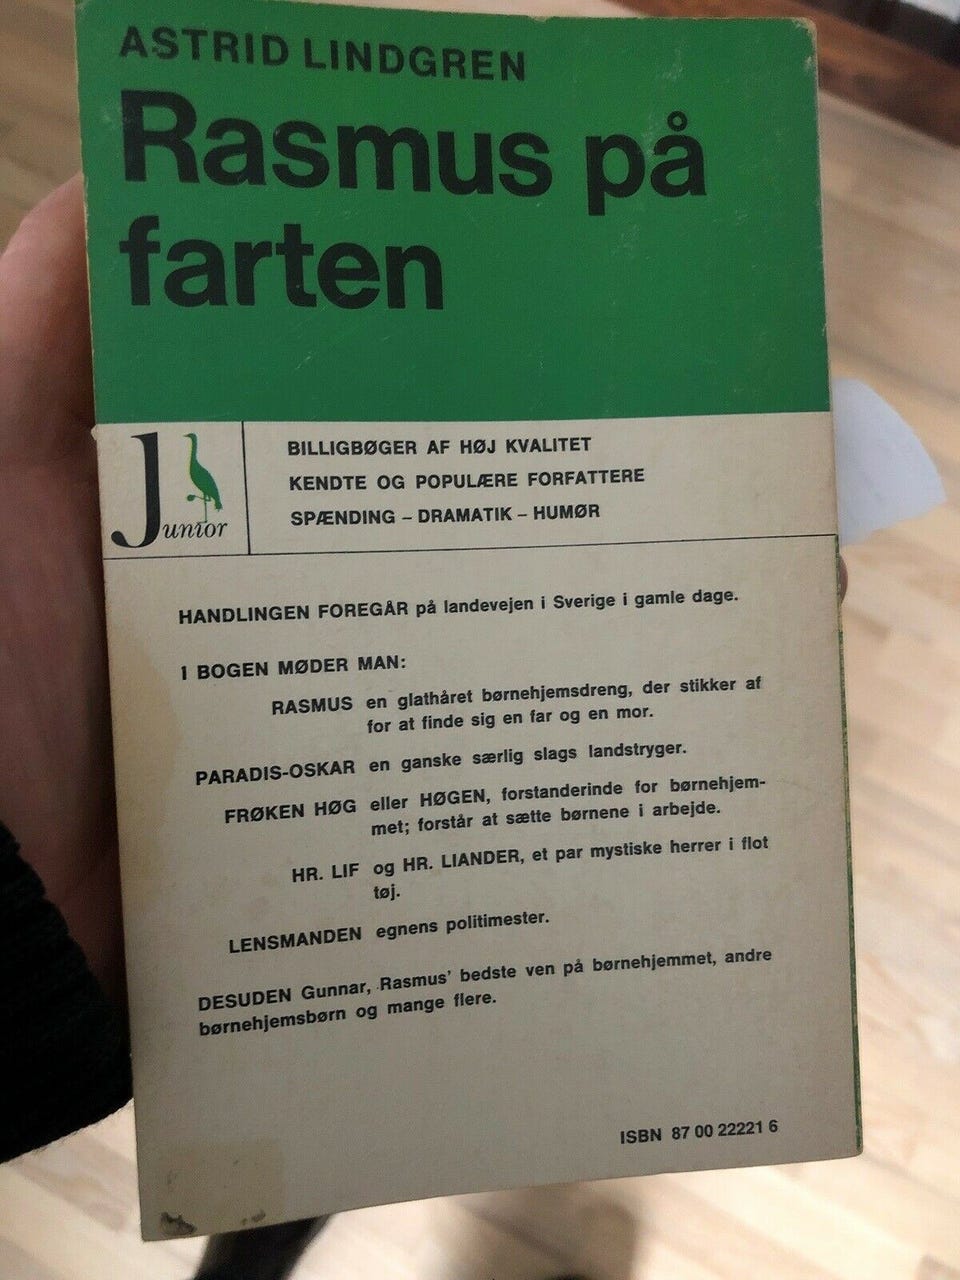 ASTRID LINDGREN
Rasmus på
farten
Junior
BILLIGBØGER AF HØJ KVALITET
KENDTE OG POPULÆRE FORFATTERE
SPÆNDING – DRAMATIK – HUMØR
HANDLINGEN FOREGÅR på landevejen i Sverige i gamle dage.
I BOGEN MØDER MAN:
RASMUS en glathåret børnehjemsdreng, der stikker af
for at finde sig en far og en mor.
PARADIS-OSKAR en ganske særlig slags landstryger.
FRØKEN HØG eller HØGEN, forstanderinde for børnehjem-
met; forstår at sætte børnene i arbejde.
HR. LIF og HR. LIANDER, et par mystiske herrer i flot
tøj.
LENSMANDEN egnens politimester.
DESUDEN Gunnar, Rasmus' bedste ven på børnehjemmet, andre
børnehjemsbørn og mange flere.
ISBN 87 00 22221 6